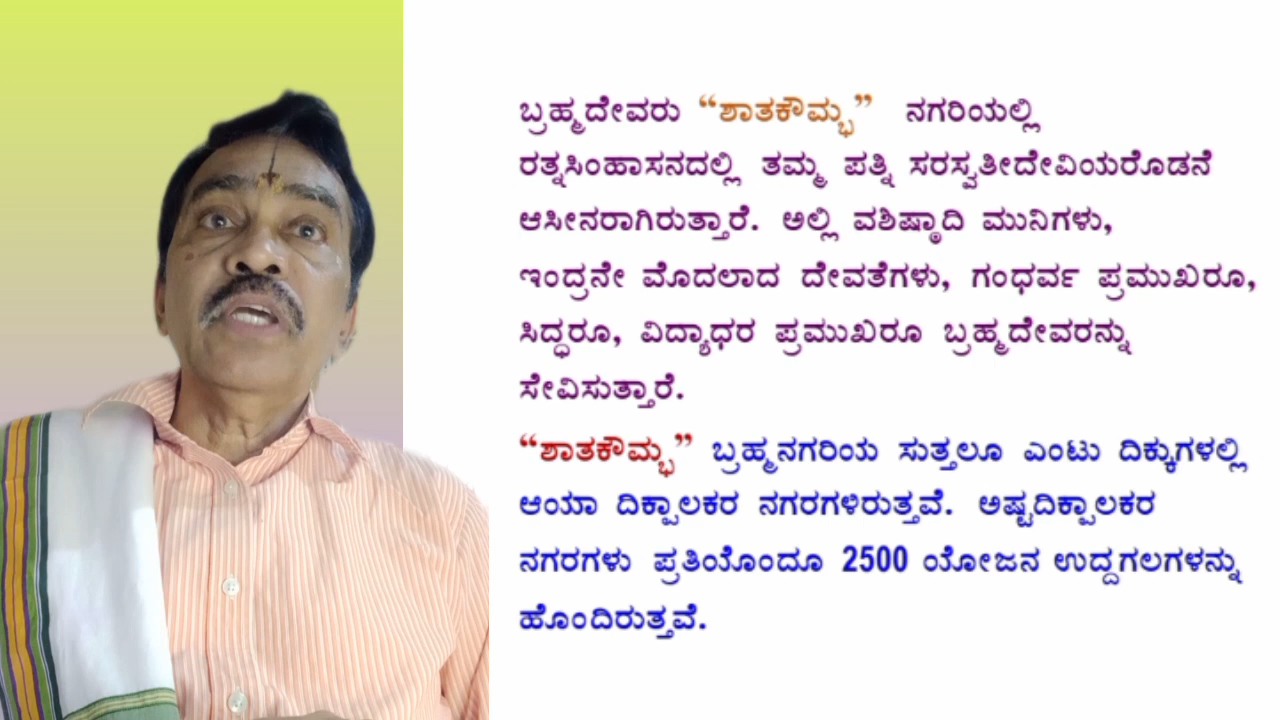 ಬ್ರಹ್ಮದೇವರು “ಶಾತಕೌಮ್ಭ” ನಗರಿಯಲ್ಲಿ
ರತ್ನಸಿಂಹಾಸನದಲ್ಲಿ ತಮ್ಮ ಪತ್ನಿ ಸರಸ್ವತೀದೇವಿಯರೊಡನೆ
ಆಸೀನರಾಗಿರುತ್ತಾರೆ. ಅಲ್ಲಿ ವಶಿಷ್ಠಾದಿ ಮುನಿಗಳು,
ಇಂದ್ರನೇ ಮೊದಲಾದ ದೇವತೆಗಳು, ಗಂಧರ್ವ ಪ್ರಮುಖರೂ,
ಸಿದ್ಧರೂ, ವಿದ್ಯಾಧರ ಪ್ರಮುಖರೂ ಬ್ರಹ್ಮದೇವರನ್ನು
ಸೇವಿಸುತ್ತಾರೆ.
“ಶಾತಕೌಮ್ಭ” ಬ್ರಹ್ಮನಗರಿಯ ಸುತ್ತಲೂ ಎಂಟು ದಿಕ್ಕುಗಳಲ್ಲಿ
ಆಯಾ ದಿಕ್ಪಾಲಕರ ನಗರಗಳಿರುತ್ತವೆ. ಅಷ್ಟದಿಕ್ಪಾಲಕರ
ನಗರಗಳು ಪ್ರತಿಯೊಂದೂ 2500 ಯೋಜನ ಉದ್ದಗಲಗಳನ್ನು
ಹೊಂದಿರುತ್ತವೆ.